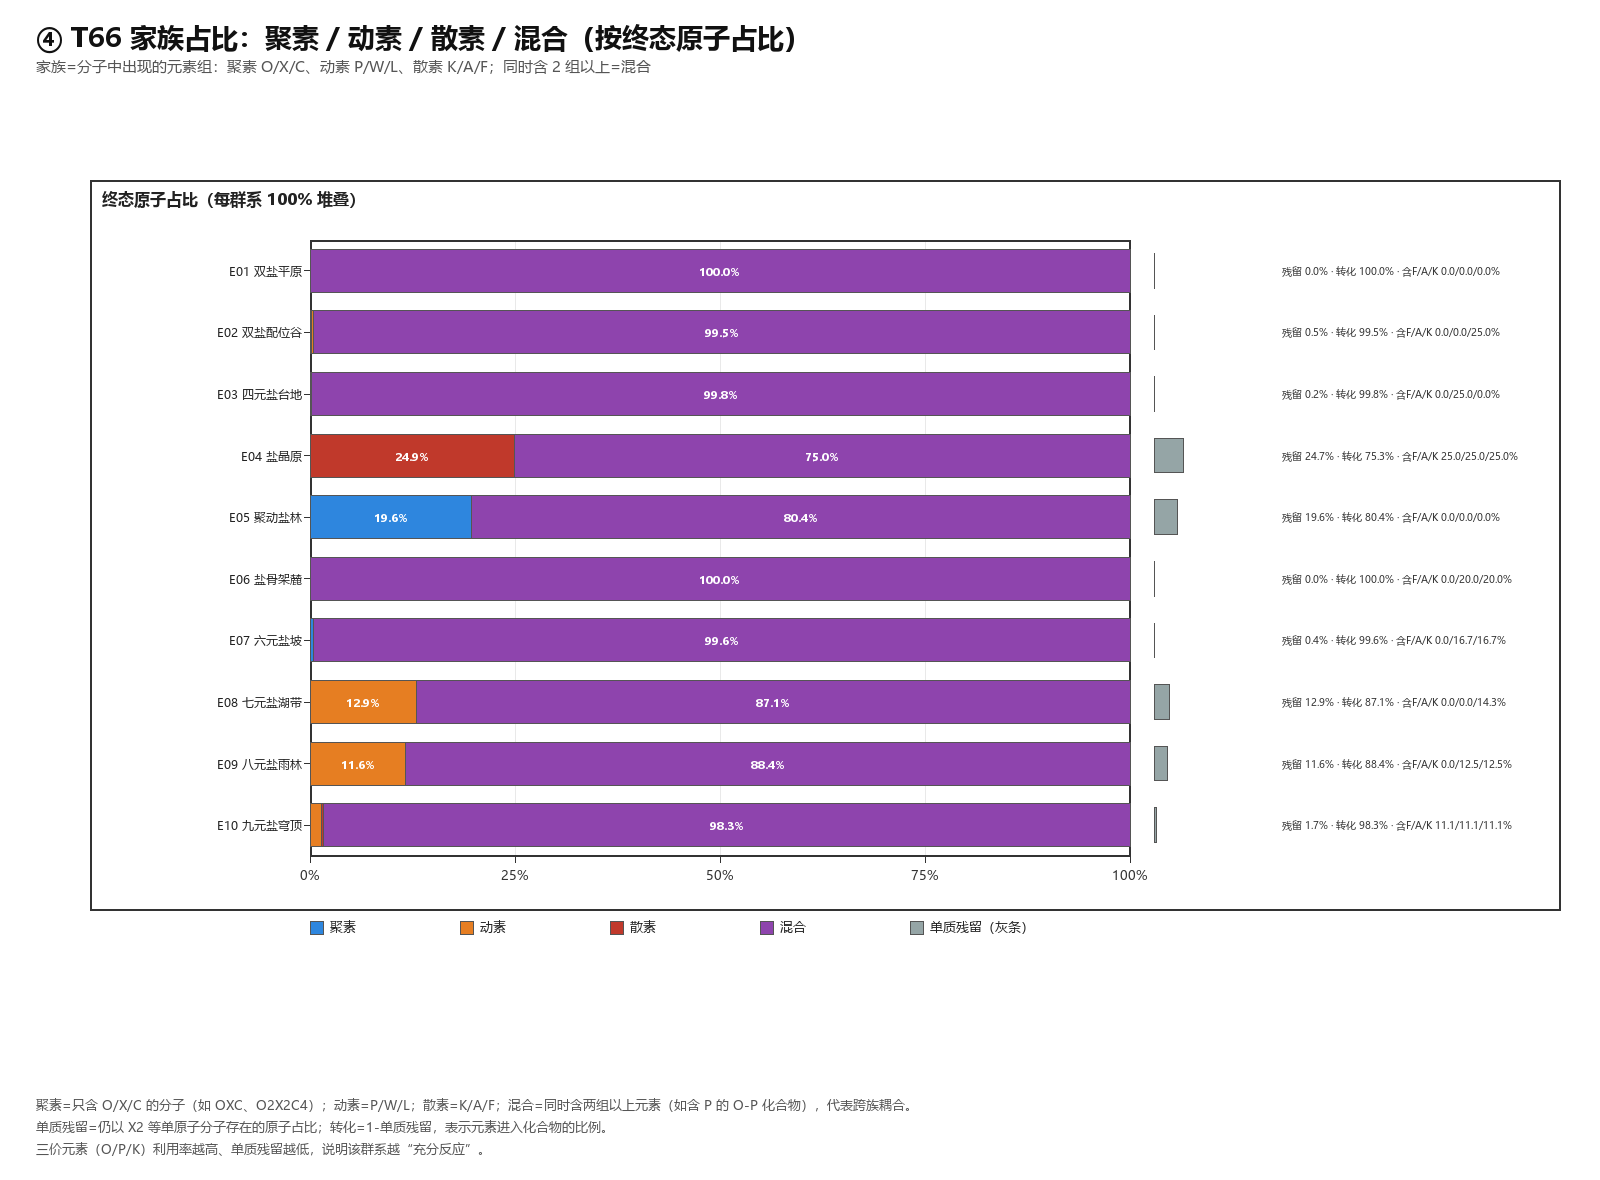 ④ T66 家族占比：聚素 / 动素 / 散素 / 混合（按终态原子占比）
家族=分子中出现的元素组：聚素 O/X/C、动素 P/W/L、散素 K/A/F；同时含 2 组以上=混合
终态原子占比（每群系 100% 堆叠）
E01 双盐平原 100.0% 残留 0.0% · 转化 100.0% · 含F/A/K 0.0/0.0/0.0%
E02 双盐配位谷 99.5% 残留 0.5% · 转化 99.5% · 含F/A/K 0.0/0.0/25.0%
E03 四元盐台地 99.8% 残留 0.2% · 转化 99.8% · 含F/A/K 0.0/25.0/0.0%
E04 盐畾原 24.9% 75.0% 残留 24.7% · 转化 75.3% · 含F/A/K 25.0/25.0/25.0%
E05 聚动盐林 19.6% 80.4% 残留 19.6% · 转化 80.4% · 含F/A/K 0.0/0.0/0.0%
E06 盐骨架麓 100.0% 残留 0.0% · 转化 100.0% · 含F/A/K 0.0/20.0/20.0%
E07 六元盐坡 99.6% 残留 0.4% · 转化 99.6% · 含F/A/K 0.0/16.7/16.7%
E08 七元盐湖带 12.9% 87.1% 残留 12.9% · 转化 87.1% · 含F/A/K 0.0/0.0/14.3%
E09 八元盐雨林 11.6% 88.4% 残留 11.6% · 转化 88.4% · 含F/A/K 0.0/12.5/12.5%
E10 九元盐穹顶 98.3% 残留 1.7% · 转化 98.3% · 含F/A/K 11.1/11.1/11.1%
0% 25% 50% 75% 100%
聚素 动素 散素 混合 单质残留（灰条）
聚素=只含 O/X/C 的分子（如 OXC、O2X2C4）；动素=P/W/L；散素=K/A/F；混合=同时含两组以上元素（如含 P 的 O-P 化合物），代表跨族耦合。
单质残留=仍以 X2 等单原子分子存在的原子占比；转化=1-单质残留，表示元素进入化合物的比例。
三价元素（O/P/K）利用率越高、单质残留越低，说明该群系越“充分反应”。